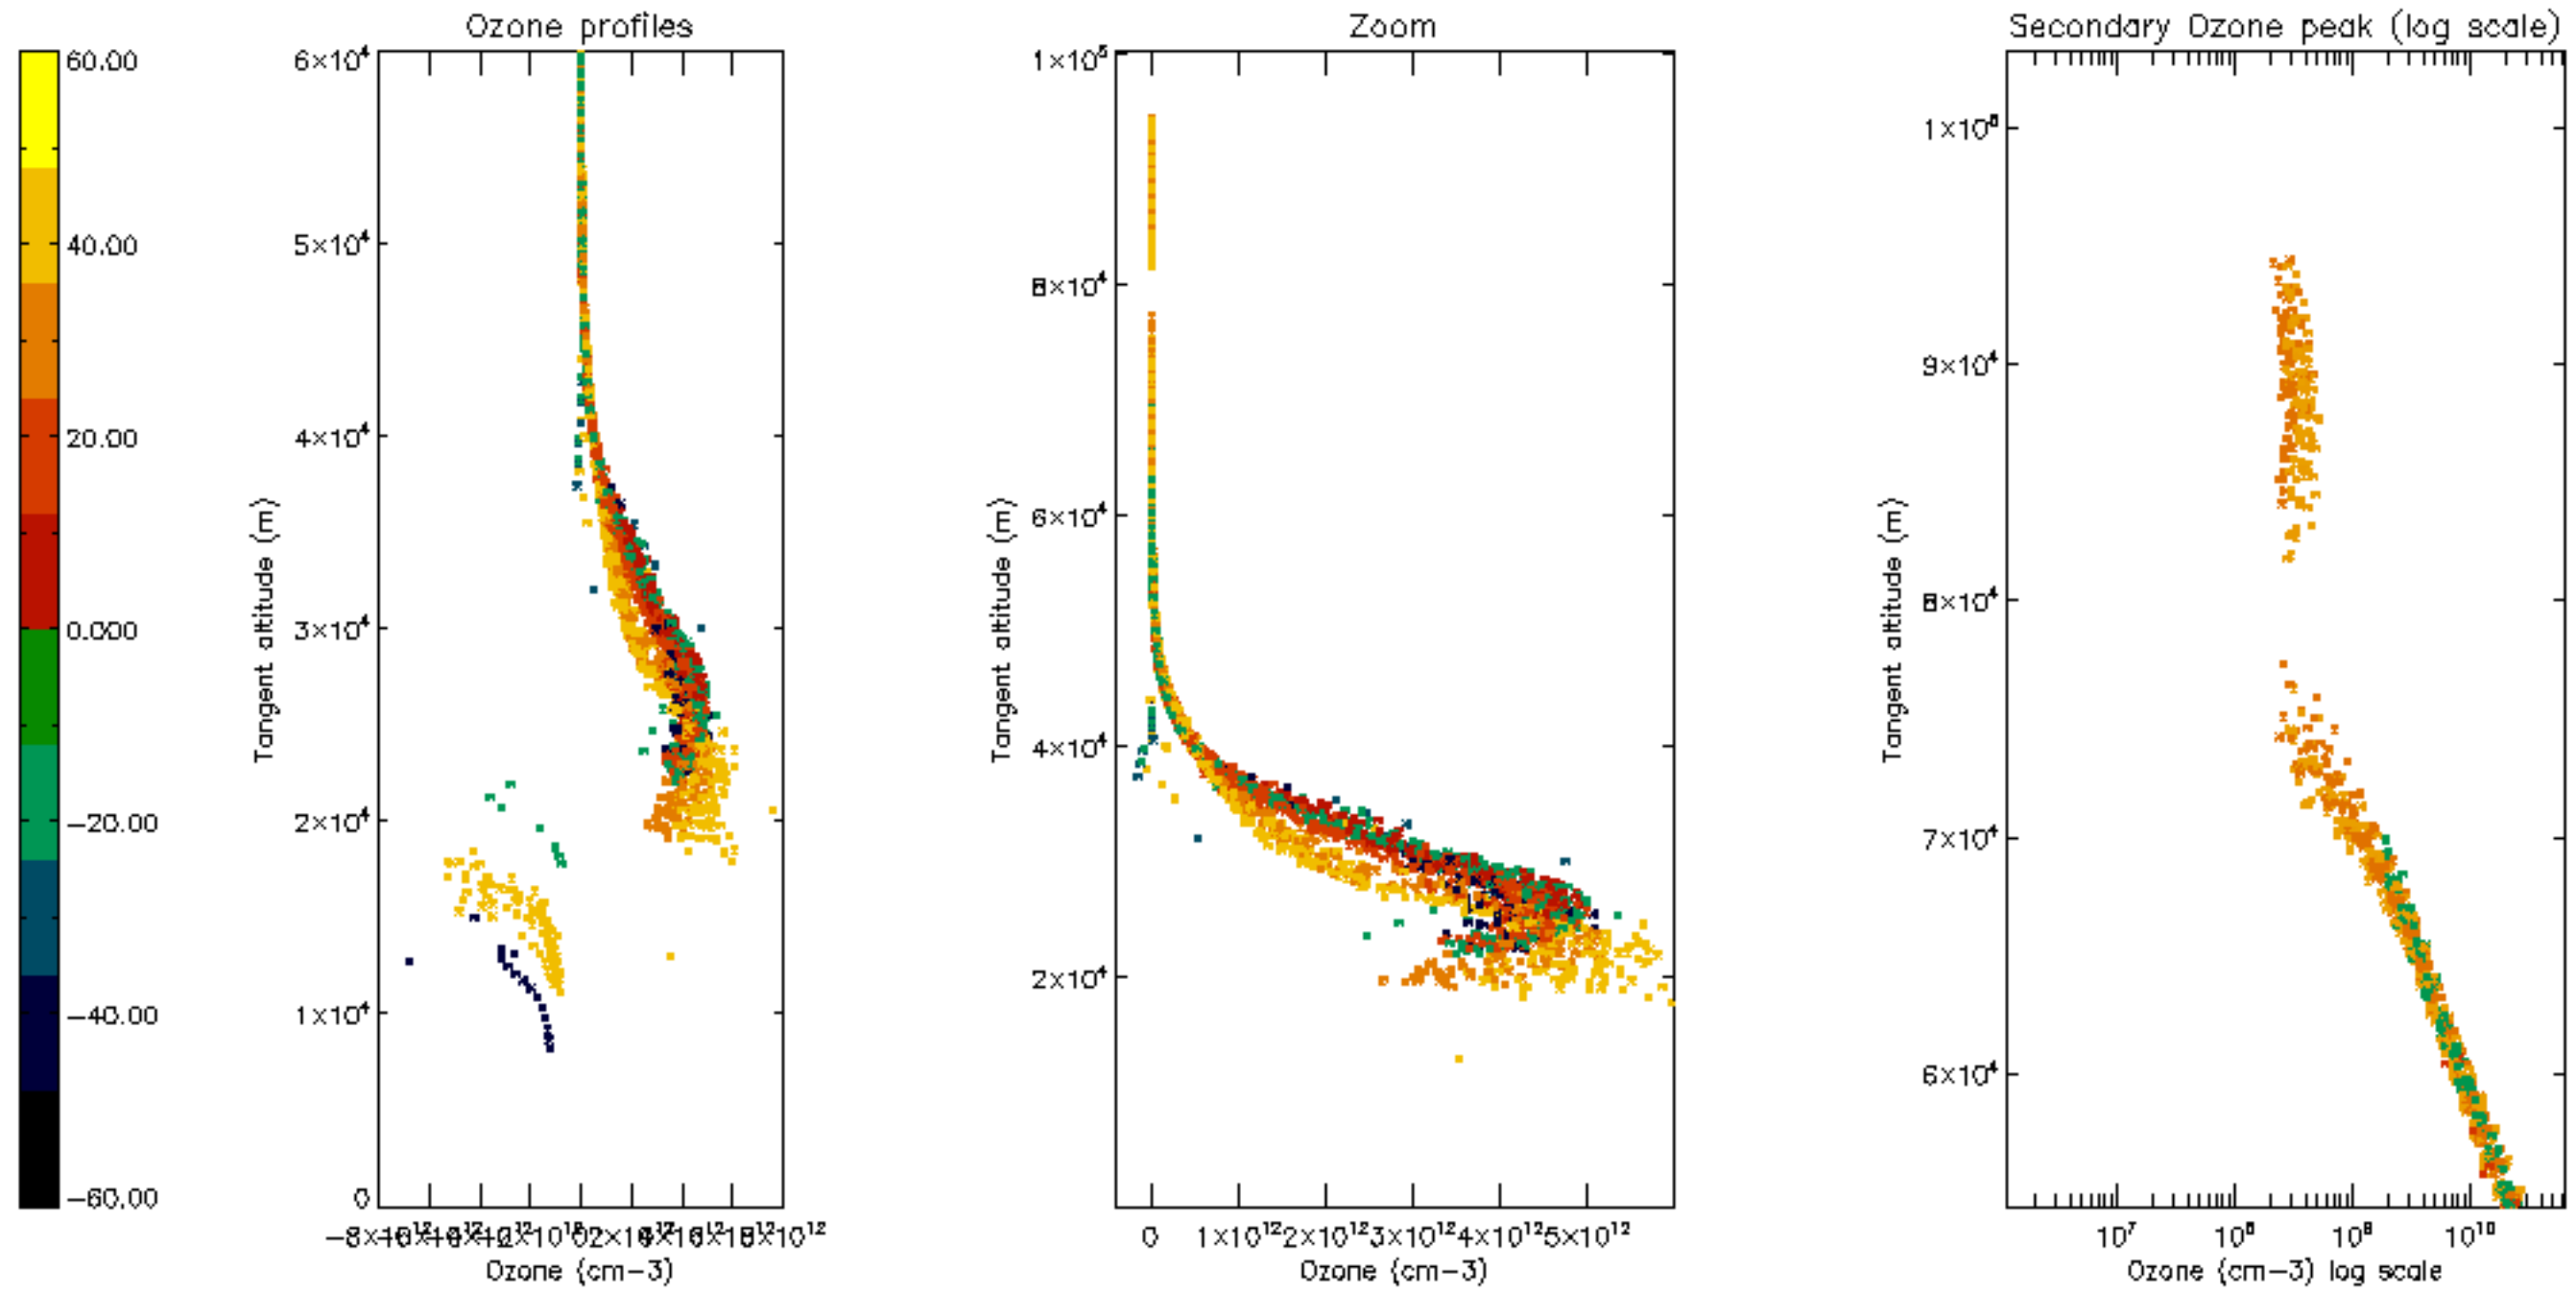 Ozone profiles
Zoom
Secondary Ozone peak (log scale)
60.00
40.00
20.00
-20.00
-40.00
-60.00
6×10⁴
5×10⁴
4×10⁴
3×10⁴
2×10⁴
1×10⁴
0
Tangent altitude (m)
8×10¹²
Ozone (cm-3)
1×10⁵
8×10⁴
6×10⁴
4×10⁴
2×10⁴
Tangent altitude (m)
0 1×10¹² 2×10¹² 3×10¹² 4×10¹² 5×10¹²
Ozone (cm-3)
1×10⁵
9×10⁴
8×10⁴
7×10⁴
6×10⁴
Tangent altitude (m)
10⁷ 10⁸ 10⁹ 10¹⁰
Ozone (cm-3) log scale